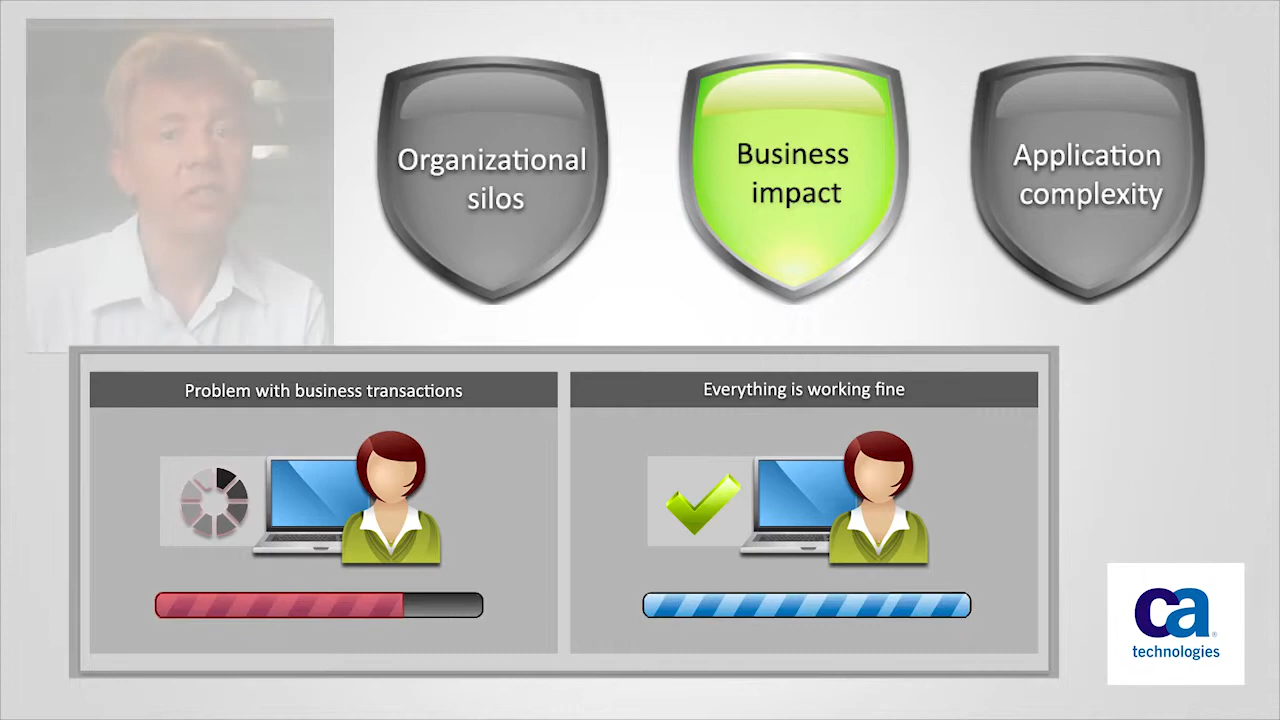 Organizational
silos
Business
impact
Application
complexity
Problem with business transactions
Everything is working fine
ca
technologies